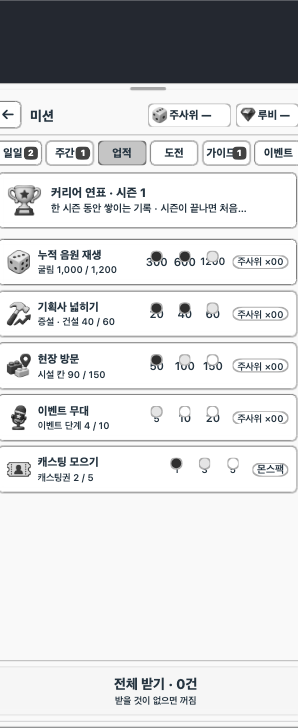 ← 미션 주사위 — 루비 —
일일 2 주간 1 업적 도전 가이드 1 이벤트
커리어 연표 · 시즌 1
한 시즌 동안 쌓이는 기록 · 시즌이 끝나면 처음…
누적 음원 재생
굴림 1,000 / 1,200
300 600 1200 주사위 ×00
기획사 넓히기
증설 · 건설 40 / 60
20 40 60 주사위 ×00
현장 방문
시설 칸 90 / 150
50 100 150 주사위 ×00
이벤트 무대
이벤트 단계 4 / 10
5 10 20 주사위 ×00
캐스팅 모으기
캐스팅권 2 / 5
1 3 5 몬스팩
전체 받기 · 0건
받을 것이 없으면 꺼짐